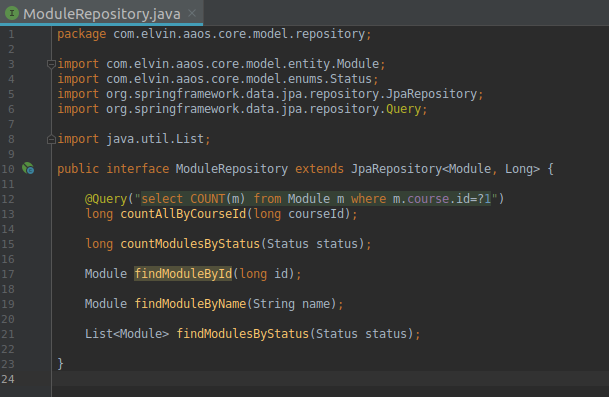 ModuleRepository.java
1 package com.elvin.aaos.core.model.repository;
2
3 import com.elvin.aaos.core.model.entity.Module;
4 import com.elvin.aaos.core.model.enums.Status;
5 import org.springframework.data.jpa.repository.JpaRepository;
6 import org.springframework.data.jpa.repository.Query;
7
8 import java.util.List;
9
10 public interface ModuleRepository extends JpaRepository<Module, Long> {
11
12 @Query("select COUNT(m) from Module m where m.course.id=?1")
13 long countAllByCourseId(long courseId);
14
15 long countModulesByStatus(Status status);
16
17 Module findModuleById(long id);
18
19 Module findModuleByName(String name);
20
21 List<Module> findModulesByStatus(Status status);
22
23 }
24